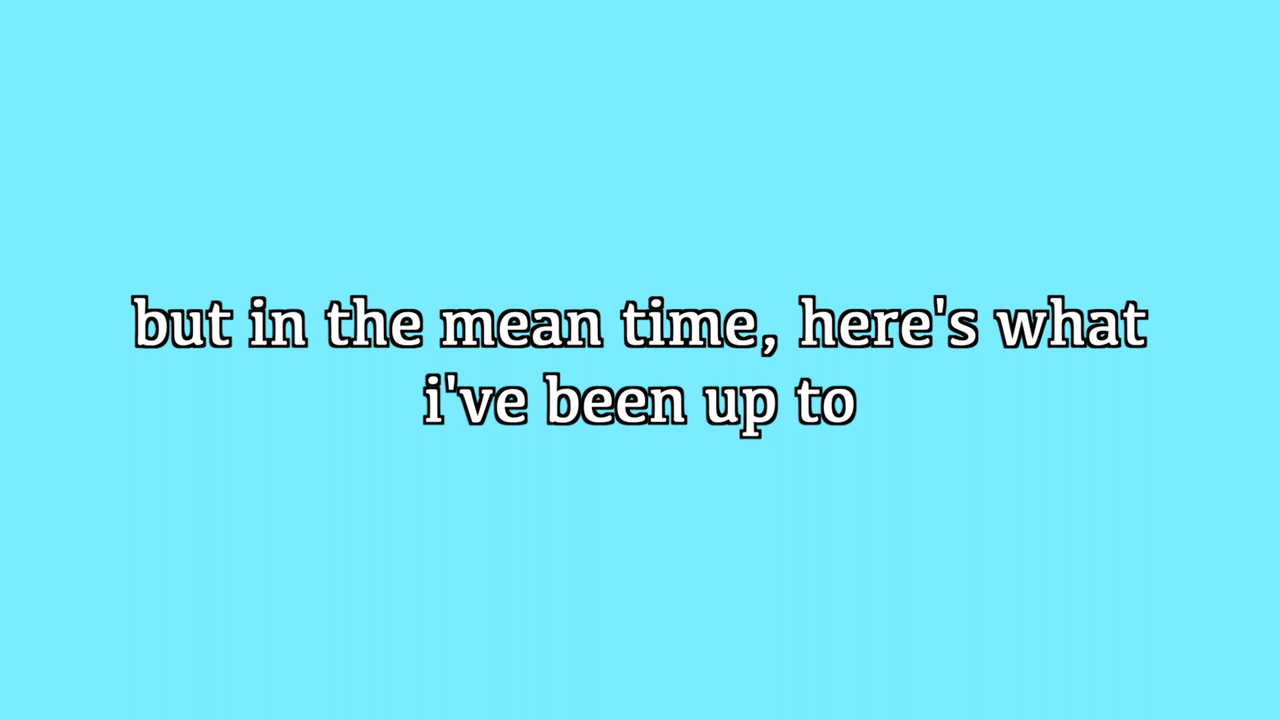 but in the mean time, here's what
i've been up to